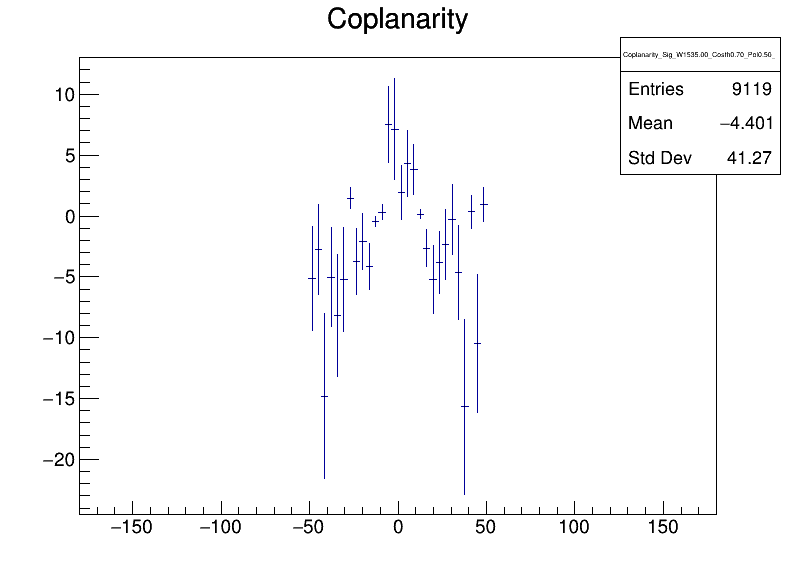 Coplanarity
Coplanarity_Sig_W1535.00_Costh0.70_Pol0.50_
Entries 9119
Mean −4.401
Std Dev 41.27
10
5
0
−5
−10
−15
−20
−150 −100 −50 0 50 100 150